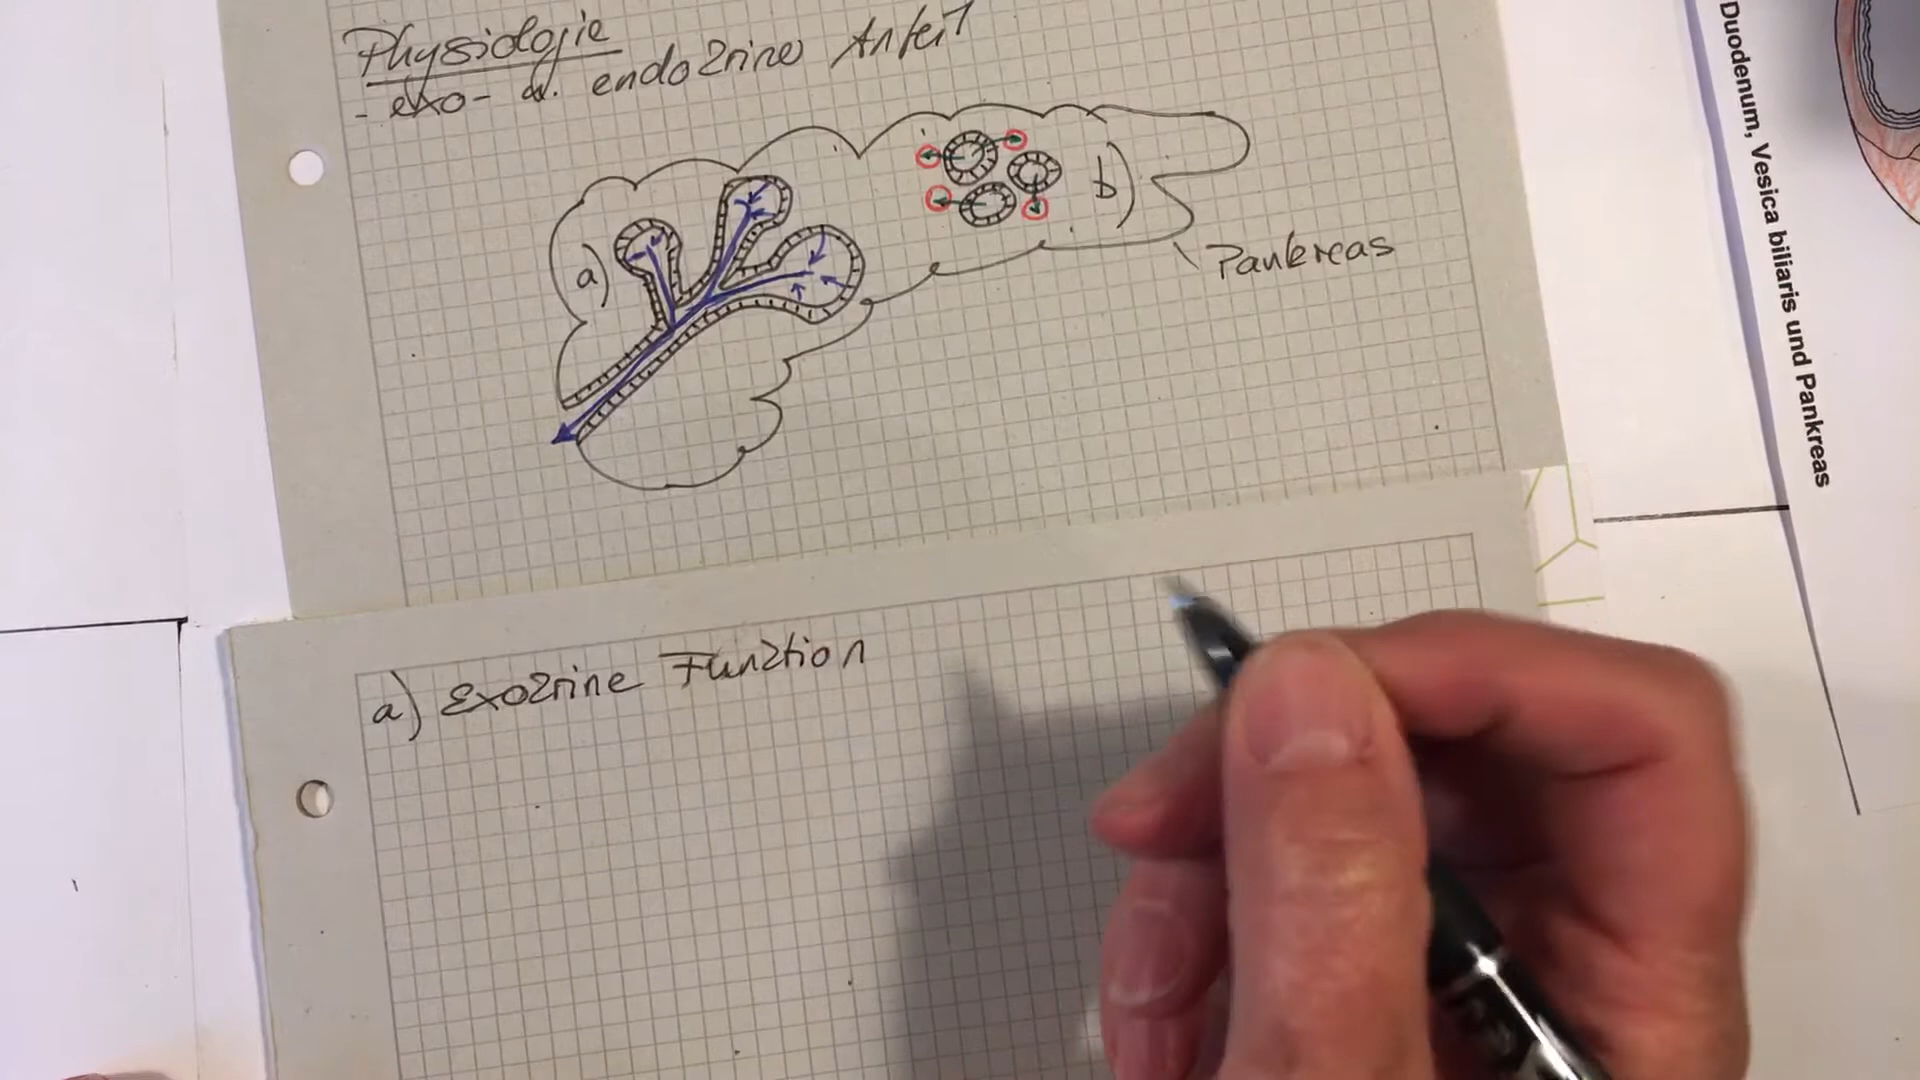 Physiologie
- exo- u. endokrine Anteil
a)
b)
Pankreas
a) Exokrine Funktion
Duodenum, Vesica biliaris und Pankreas